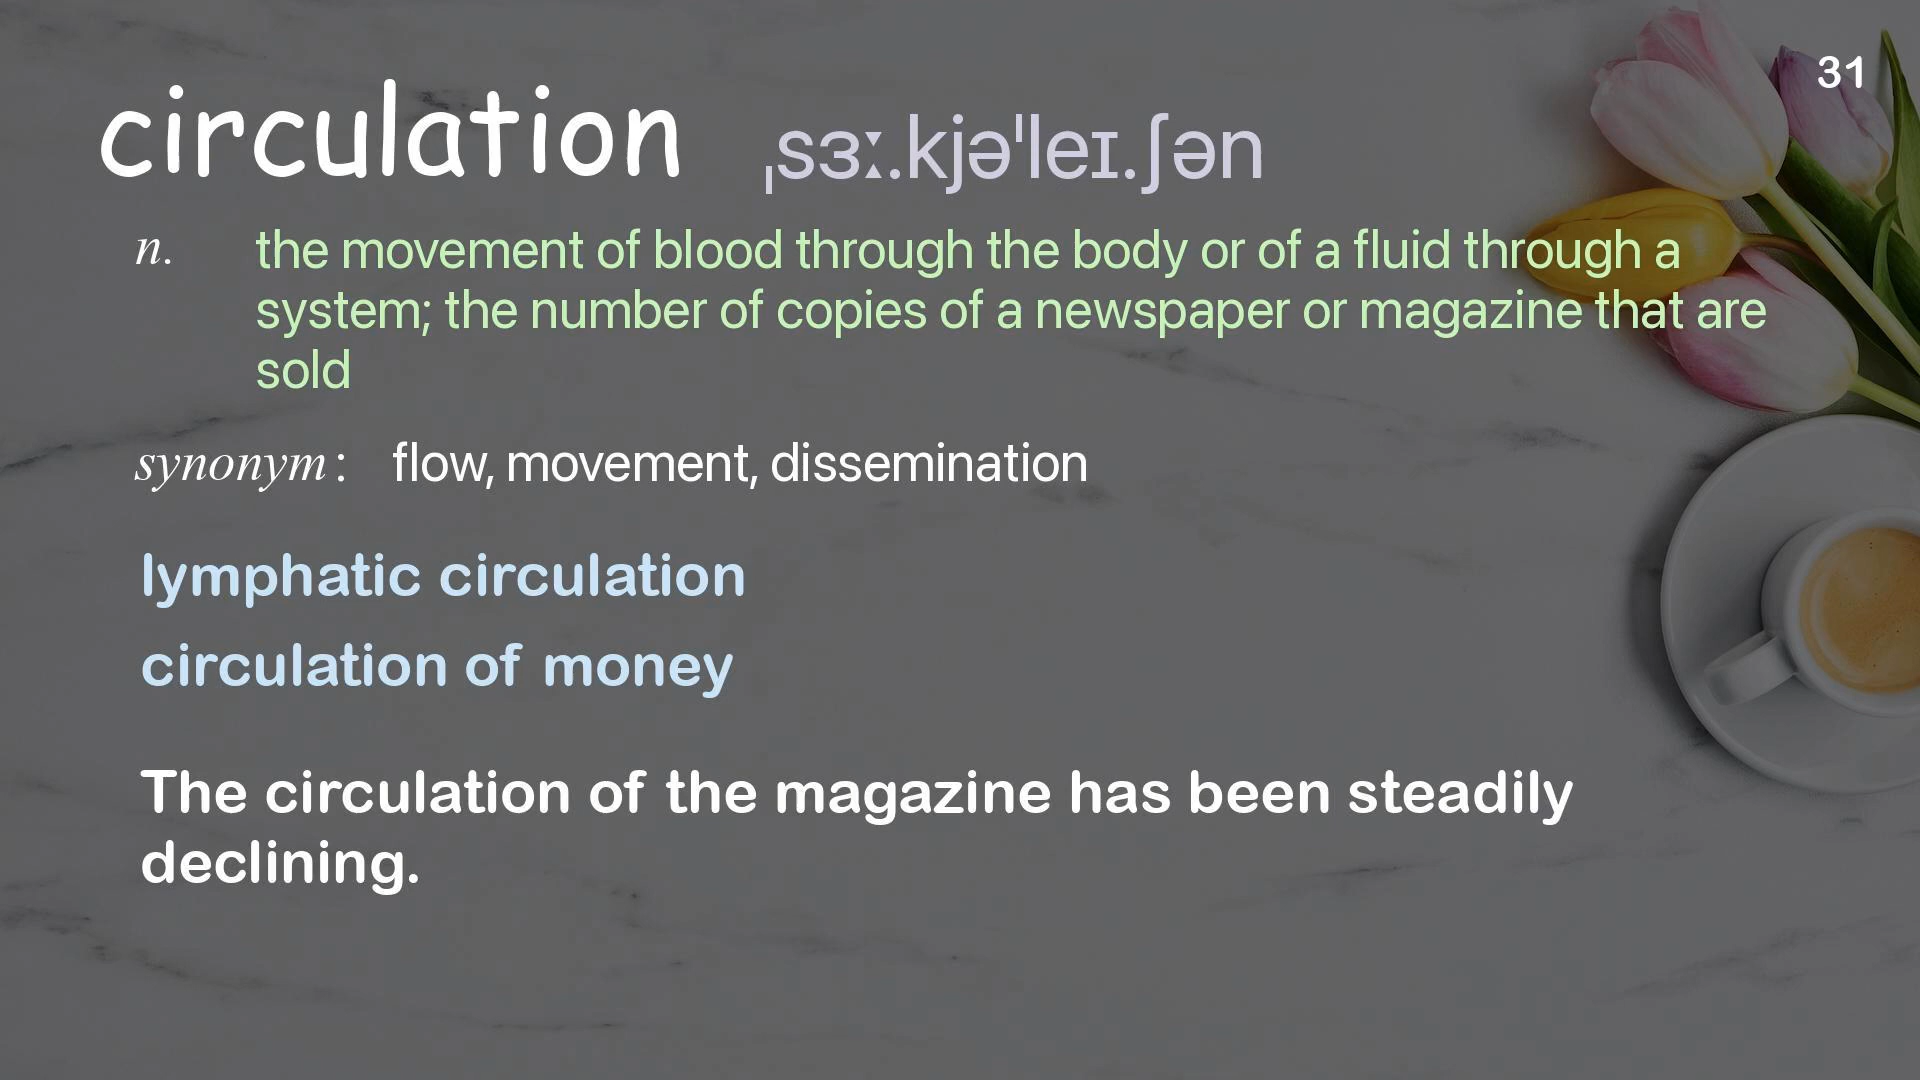 31
circulation ˌsɜː.kjəˈleɪ.ʃən
n. the movement of blood through the body or of a fluid through a
system; the number of copies of a newspaper or magazine that are
sold
synonym: flow, movement, dissemination
lymphatic circulation
circulation of money
The circulation of the magazine has been steadily
declining.